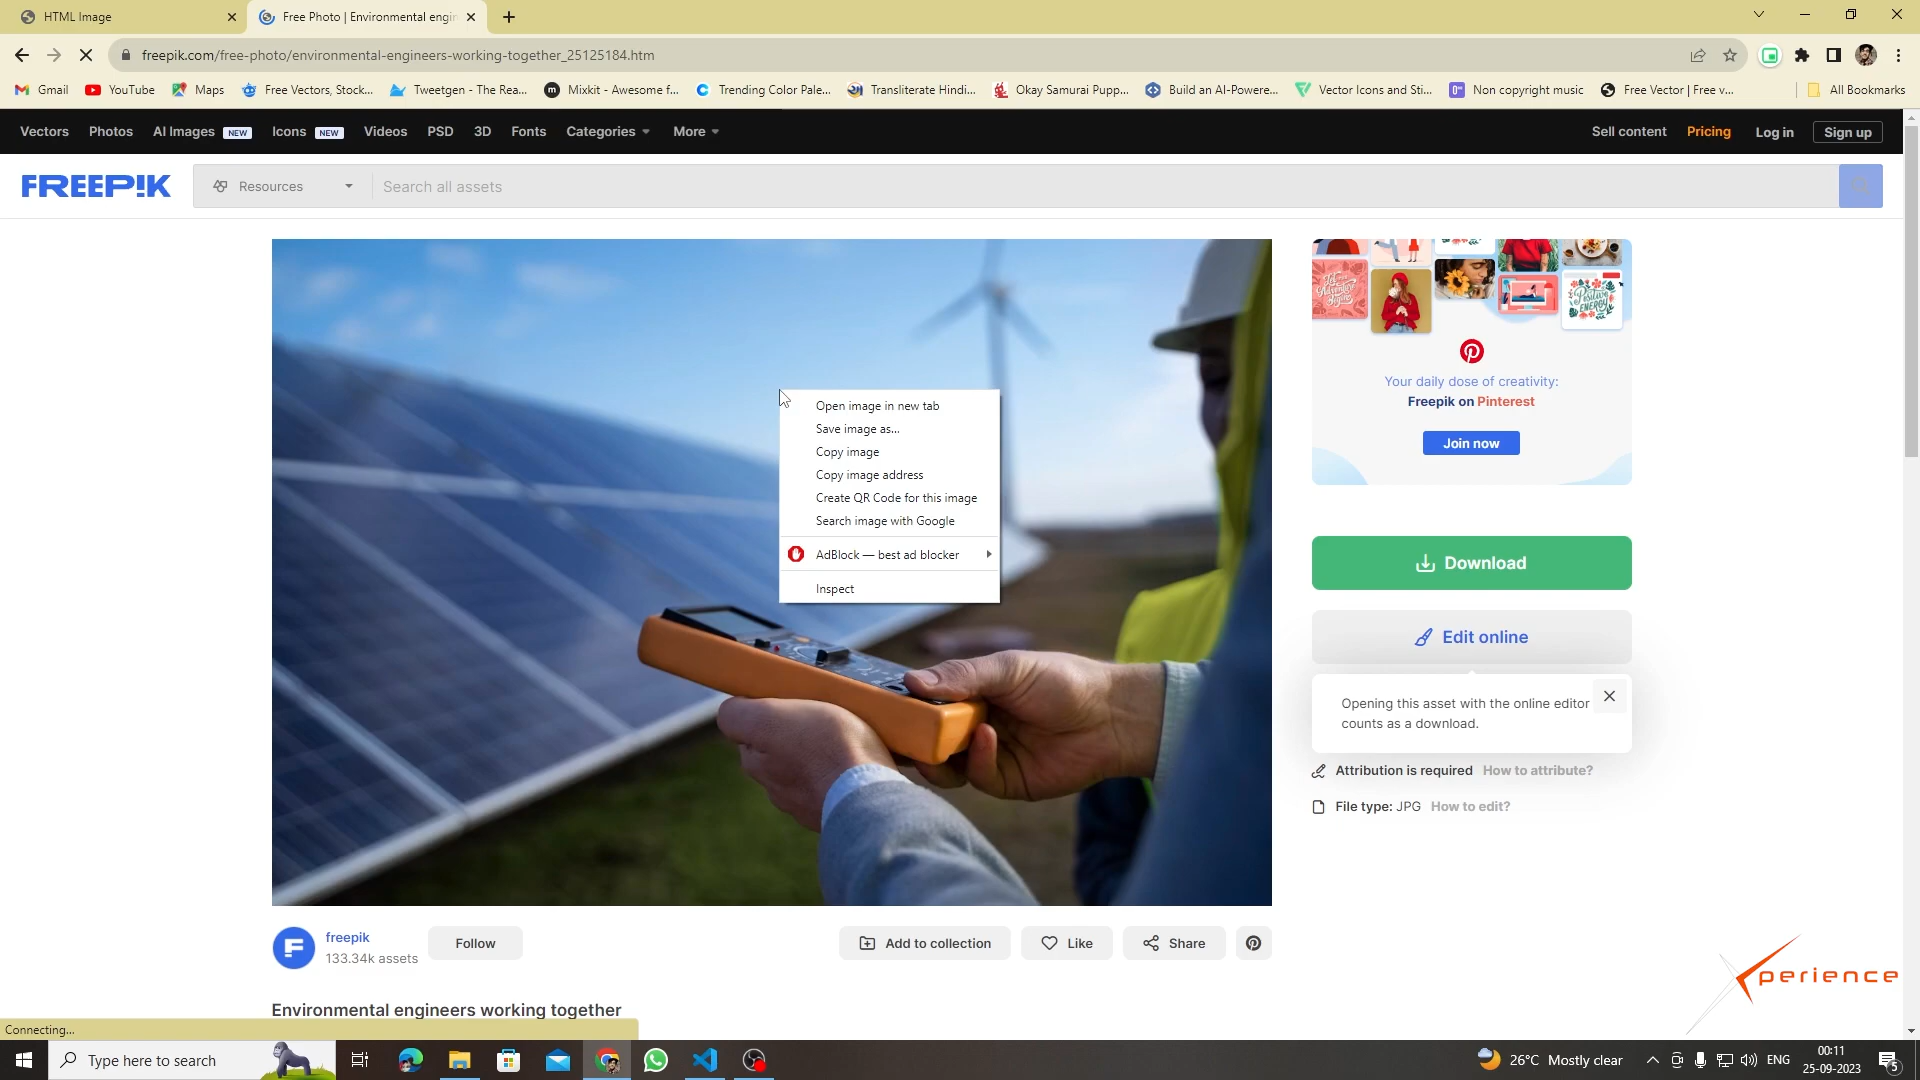 HTML Image
Free Photo | Environmental engin
freepik.com/free-photo/environmental-engineers-working-together_25125184.htm
Gmail
YouTube
Maps
Free Vectors, Stock...
Tweetgen - The Rea...
Mixkit - Awesome f...
Trending Color Pale...
Transliterate Hindi...
Okay Samurai Pupp...
Build an AI-Powere...
Vector Icons and Sti...
Non copyright music
Free Vector | Free v...
All Bookmarks
Vectors
Photos
AI Images NEW
Icons NEW
Videos
PSD
3D
Fonts
Categories
More
Sell content
Pricing
Log in
Sign up
FREEP!K
Resources
Search all assets
Open image in new tab
Save image as...
Copy image
Copy image address
Create QR Code for this image
Search image with Google
AdBlock — best ad blocker
Inspect
POSITIVE
ENERGY
Your daily dose of creativity:
Freepik on Pinterest
Join now
Download
Edit online
Opening this asset with the online editor
counts as a download.
Attribution is required How to attribute?
File type: JPG How to edit?
freepik
133.34k assets
Follow
Add to collection
Like
Share
Environmental engineers working together
Xperience
Connecting...
Type here to search
26°C Mostly clear
ENG
00:11
25-09-2023
5